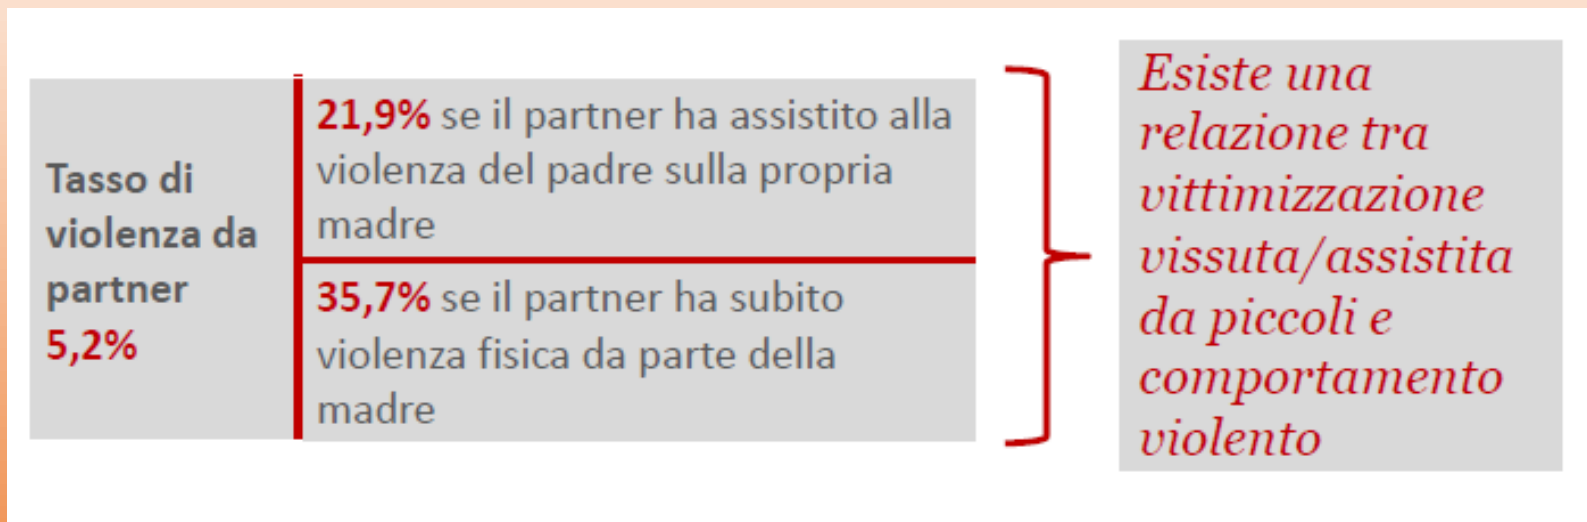 Tasso di
violenza da
partner
5,2%
21,9% se il partner ha assistito alla
violenza del padre sulla propria
madre
35,7% se il partner ha subito
violenza fisica da parte della
madre
Esiste una
relazione tra
vittimizzazione
vissuta/assistita
da piccoli e
comportamento
violento